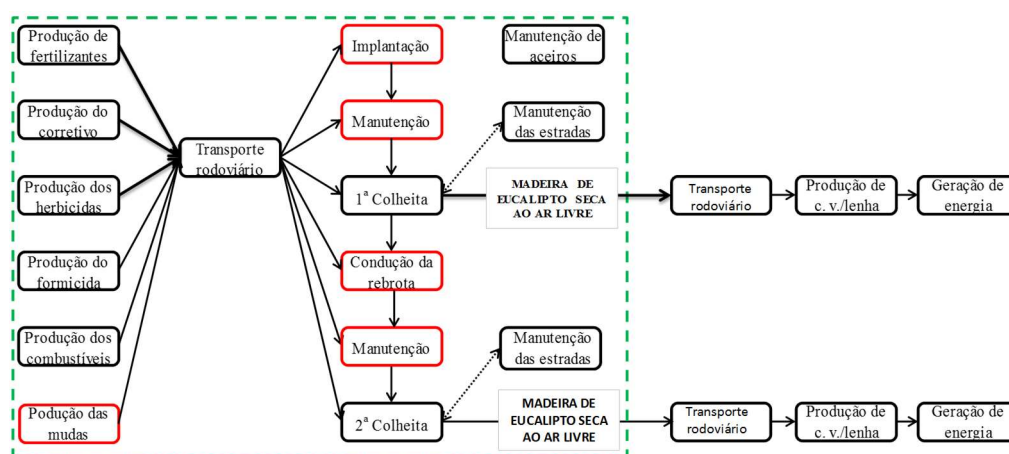 Produção de
fertilizantes
Produção do
corretivo
Produção dos
herbicidas
Produção do
formicida
Produção dos
combustíveis
Podução das
mudas
Transporte
rodoviário
Implantação
Manutenção
1ª Colheita
Condução da
rebrota
Manutenção
2ª Colheita
Manutenção de
aceiros
Manutenção
das estradas
MADEIRA DE
EUCALIPTO SECA
AO AR LIVRE
Transporte
rodoviário
Produção de
c. v./lenha
Geração de
energia
Manutenção
das estradas
MADEIRA DE
EUCALIPTO SECA
AO AR LIVRE
Transporte
rodoviário
Produção de
c. v./lenha
Geração de
energia